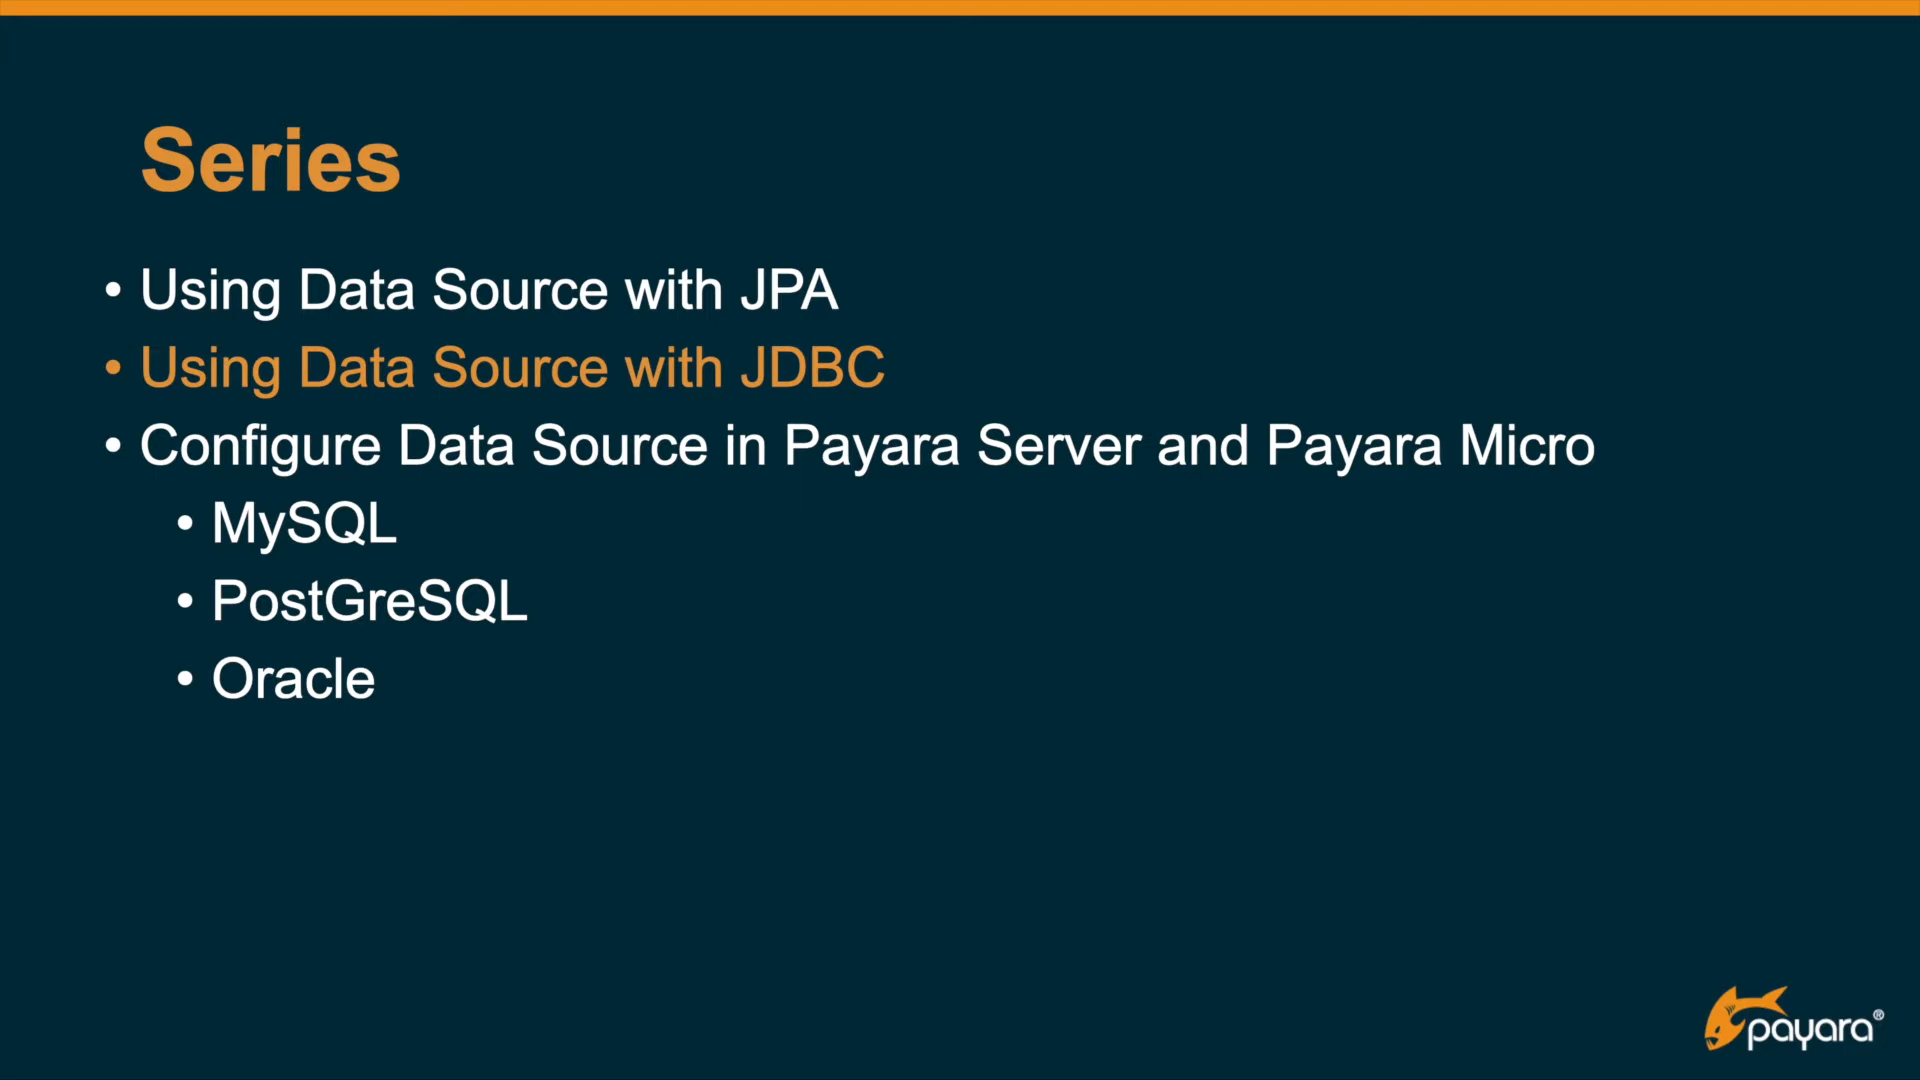 Series
• Using Data Source with JPA
• Using Data Source with JDBC
• Configure Data Source in Payara Server and Payara Micro
• MySQL
• PostGreSQL
• Oracle
payara®